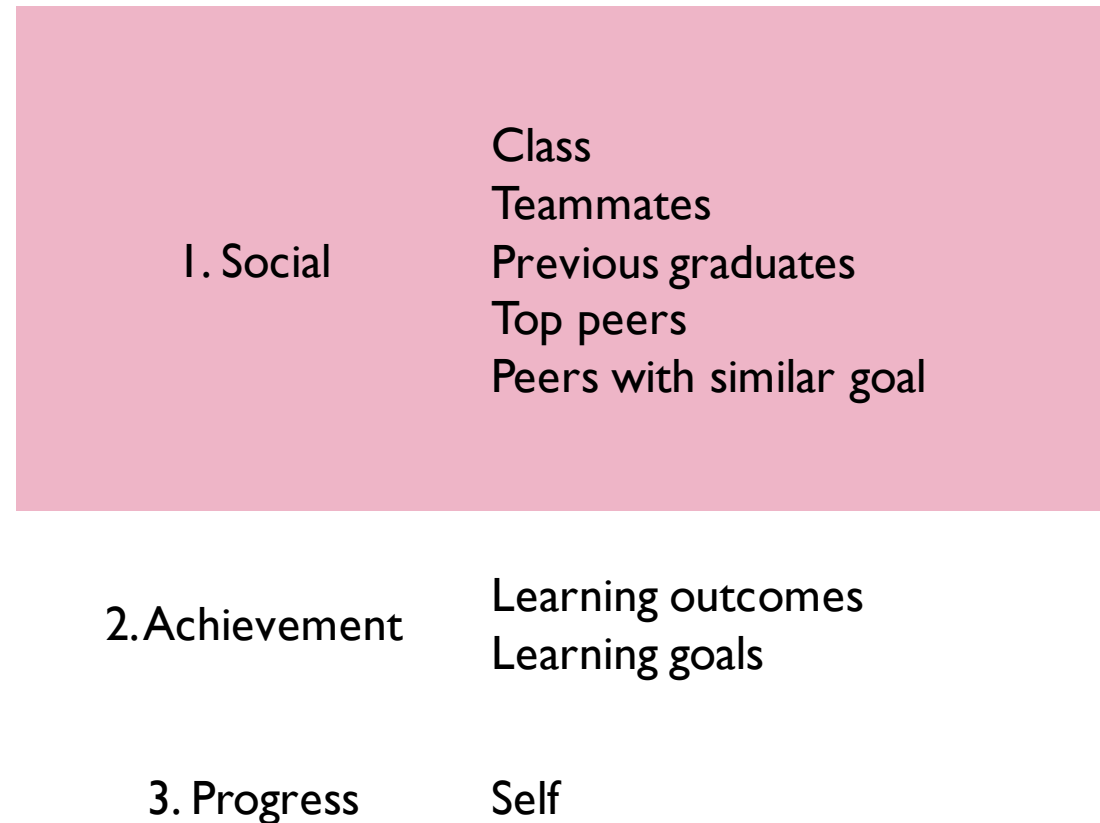 1. Social
Class
Teammates
Previous graduates
Top peers
Peers with similar goal
2. Achievement
Learning outcomes
Learning goals
3. Progress
Self